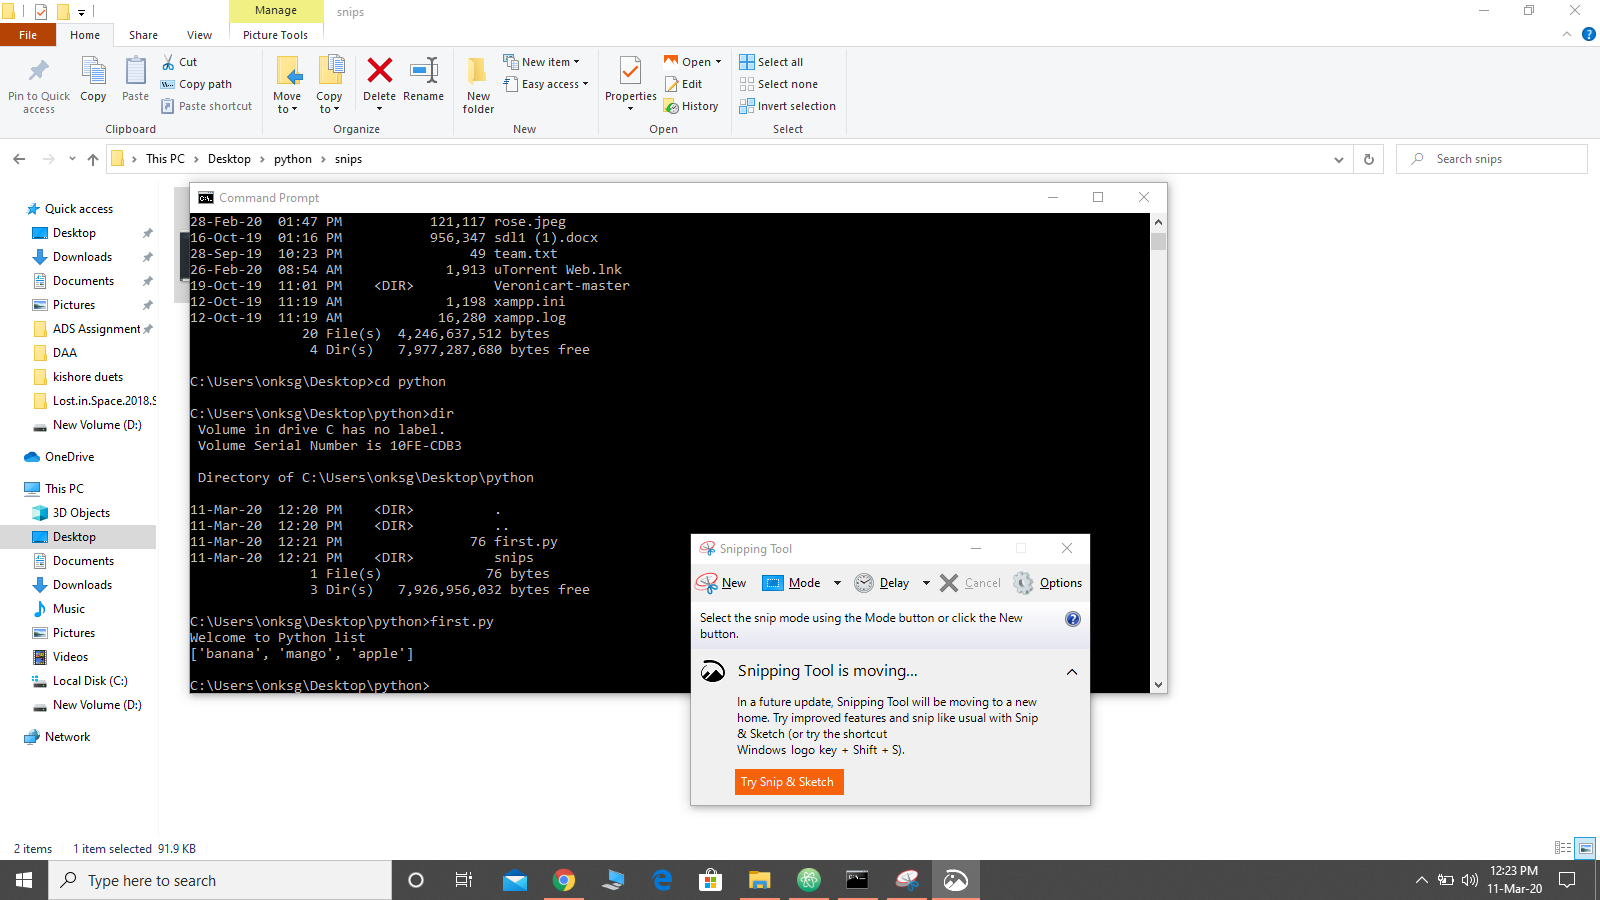 Manage
snips
File
Home
Share
View
Picture Tools
Pin to Quick access
Copy
Paste
Cut
Copy path
Paste shortcut
Clipboard
Move to
Copy to
Delete
Rename
Organize
New folder
New item
Easy access
New
Properties
Open
Edit
History
Open
Select all
Select none
Invert selection
Select
This PC > Desktop > python > snips
Search snips
Quick access
Desktop
Downloads
Documents
Pictures
ADS Assignment
DAA
kishore duets
Lost.in.Space.2018.S
New Volume (D:)
OneDrive
This PC
3D Objects
Desktop
Documents
Downloads
Music
Pictures
Videos
Local Disk (C:)
New Volume (D:)
Network
Command Prompt
28-Feb-20  01:47 PM           121,117 rose.jpeg
16-Oct-19  01:16 PM           956,347 sdl1 (1).docx
28-Sep-19  10:23 PM                49 team.txt
26-Feb-20  08:54 AM             1,913 uTorrent Web.lnk
19-Oct-19  11:01 PM    <DIR>          Veronicart-master
12-Oct-19  11:19 AM             1,198 xampp.ini
12-Oct-19  11:19 AM            16,280 xampp.log
20 File(s)  4,246,637,512 bytes
4 Dir(s)   7,977,287,680 bytes free
C:\Users\onksg\Desktop>cd python
C:\Users\onksg\Desktop\python>dir
Volume in drive C has no label.
Volume Serial Number is 10FE-CDB3
Directory of C:\Users\onksg\Desktop\python
11-Mar-20  12:20 PM    <DIR>          .
11-Mar-20  12:20 PM    <DIR>          ..
11-Mar-20  12:21 PM                76 first.py
11-Mar-20  12:21 PM    <DIR>          snips
1 File(s)             76 bytes
3 Dir(s)   7,926,956,032 bytes free
C:\Users\onksg\Desktop\python>first.py
Welcome to Python list
['banana', 'mango', 'apple']
C:\Users\onksg\Desktop\python>
Snipping Tool
New
Mode
Delay
Cancel
Options
Select the snip mode using the Mode button or click the New
button.
Snipping Tool is moving...
In a future update, Snipping Tool will be moving to a new
home. Try improved features and snip like usual with Snip
& Sketch (or try the shortcut
Windows logo key + Shift + S).
Try Snip & Sketch
2 items
1 item selected 91.9 KB
Type here to search
12:23 PM
11-Mar-20